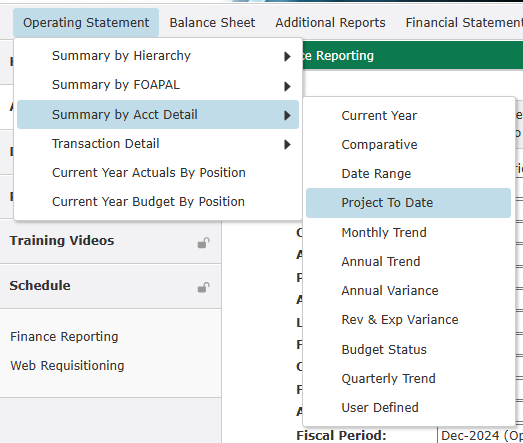 Operating Statement Balance Sheet Additional Reports Financial Statement
Summary by Hierarchy
ce Reporting
Summary by FOAPAL
Summary by Acct Detail
Transaction Detail
Current Year Actuals By Position
Current Year Budget By Position
Current Year
Comparative
Date Range
Project To Date
Monthly Trend
Annual Trend
Annual Variance
Rev & Exp Variance
Budget Status
Quarterly Trend
User Defined
Training Videos
Schedule
Finance Reporting
Web Requisitioning
Fiscal Period: Dec-2024 (Op